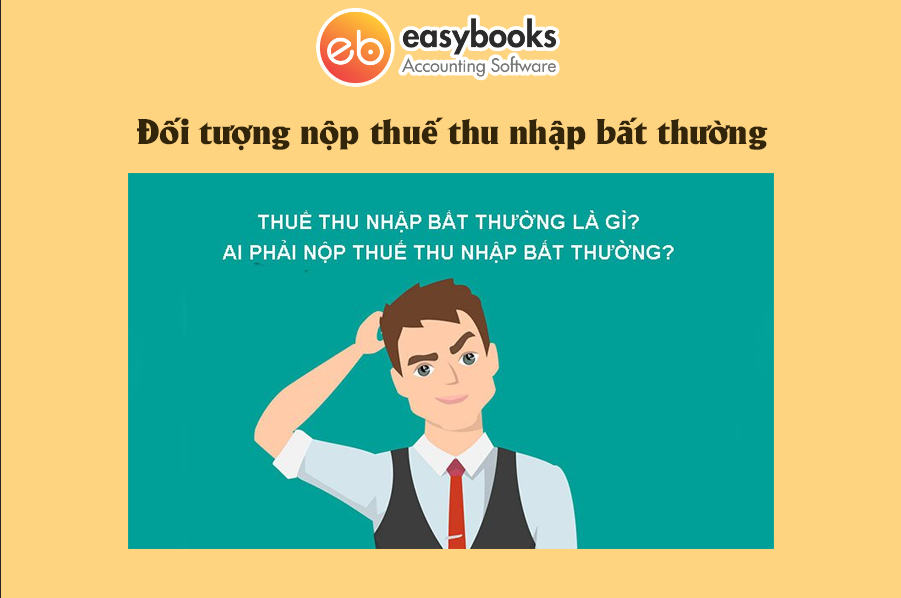 eb
easybooks
Accounting Software
Đối tượng nộp thuế thu nhập bất thường
THUẾ THU NHẬP BẤT THƯỜNG LÀ GÌ?
AI PHẢI NỘP THUẾ THU NHẬP BẤT THƯỜNG?